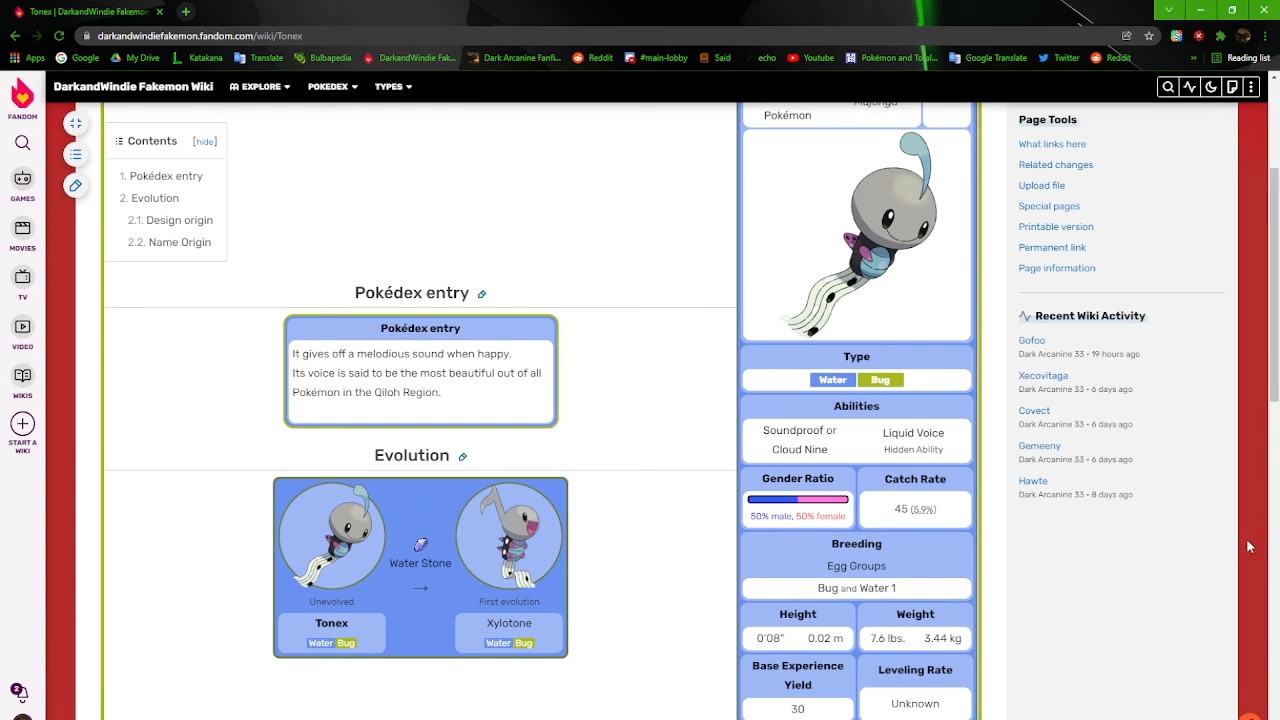 Tonex | DarkandWindie Fakemon
darkandwindiefakemon.fandom.com/wiki/Tonex
Apps
Google
My Drive
Katakana
Translate
Bulbapedia
DarkandWindie Fak...
Dark Arcanine Fanfi...
Reddit
#main-lobby
Said
echo
YouTube
Pokémon and Total...
Google Translate
Twitter
Reddit
»
Reading list
FANDOM
GAMES
MOVIES
TV
VIDEO
WIKIS
START A
WIKI
2
DarkandWindie Fakemon Wiki
EXPLORE
POKEDEX
TYPES
Contents [hide]
1. Pokédex entry
2. Evolution
2.1. Design origin
2.2. Name Origin
Pokédex entry
Pokédex entry
It gives off a melodious sound when happy.
Its voice is said to be the most beautiful out of all
Pokémon in the Qiloh Region.
Evolution
Water Stone
→
Unevolved
Tonex
Water Bug
First evolution
Xylotone
Water Bug
Pokémon
Type
Water Bug
Abilities
Soundproof or
Cloud Nine
Liquid Voice
Hidden Ability
Gender Ratio
50% male, 50% female
Catch Rate
45 (5.9%)
Breeding
Egg Groups
Bug and Water 1
Height
0'08" 0.02 m
Weight
7.6 lbs. 3.44 kg
Base Experience
Yield
30
Leveling Rate
Unknown
Page Tools
What links here
Related changes
Upload file
Special pages
Printable version
Permanent link
Page information
Recent Wiki Activity
Gofoo
Dark Arcanine 33 • 19 hours ago
Xecovitaga
Dark Arcanine 33 • 6 days ago
Covect
Dark Arcanine 33 • 6 days ago
Gemeeny
Dark Arcanine 33 • 6 days ago
Hawte
Dark Arcanine 33 • 8 days ago